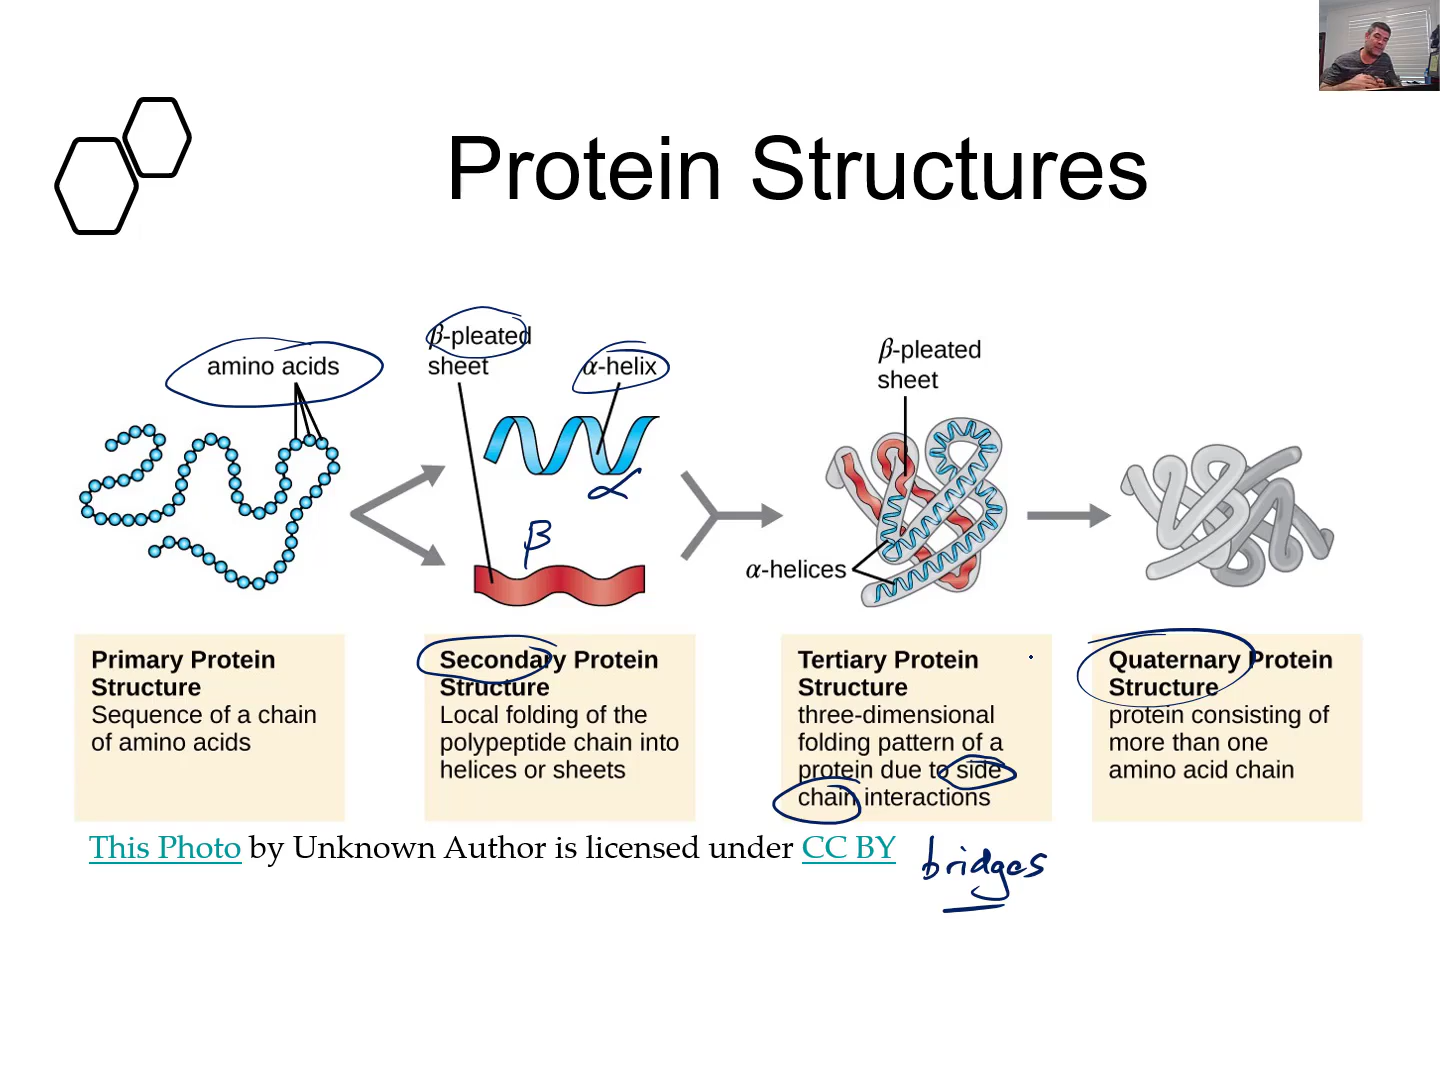 Protein Structures
amino acids
β-pleated
sheet
α-helix
α
β
β-pleated
sheet
α-helices
Primary Protein
Structure
Sequence of a chain
of amino acids
Secondary Protein
Structure
Local folding of the
polypeptide chain into
helices or sheets
Tertiary Protein
Structure
three-dimensional
folding pattern of a
protein due to side
chain interactions
Quaternary Protein
Structure
protein consisting of
more than one
amino acid chain
This Photo by Unknown Author is licensed under CC BY
bridges